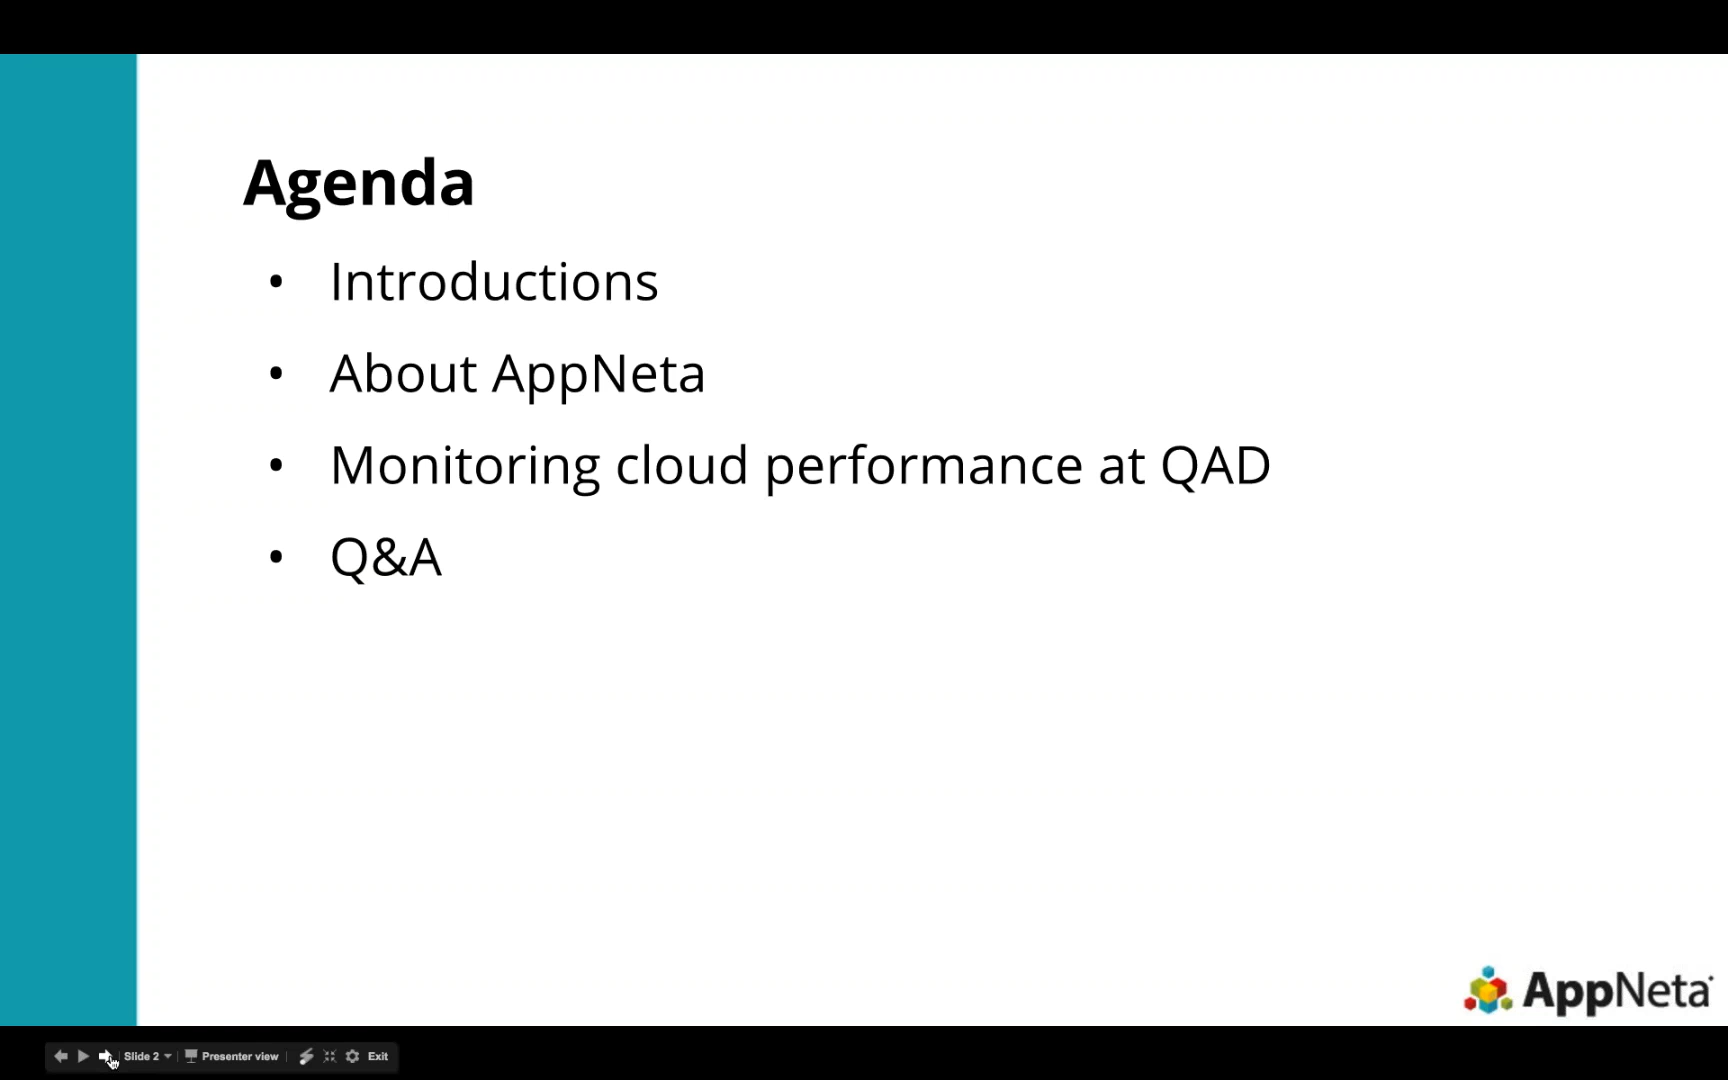 Agenda
• Introductions
• About AppNeta
• Monitoring cloud performance at QAD
• Q&A
AppNeta
Slide 2 Presenter view Exit